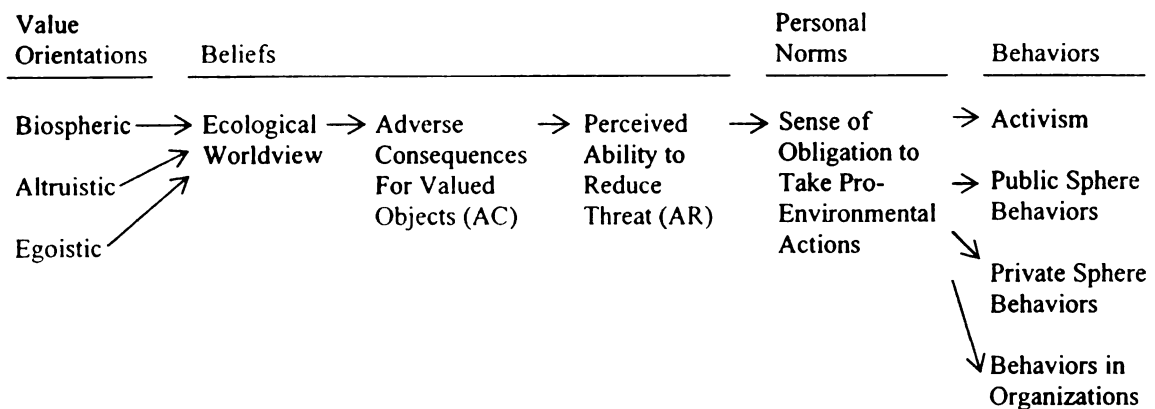 Value
Orientations
Beliefs
Personal
Norms
Behaviors
Biospheric
Altruistic
Egoistic
Ecological
Worldview
Adverse
Consequences
For Valued
Objects (AC)
Perceived
Ability to
Reduce
Threat (AR)
Sense of
Obligation to
Take Pro-
Environmental
Actions
Activism
Public Sphere
Behaviors
Private Sphere
Behaviors
Behaviors in
Organizations